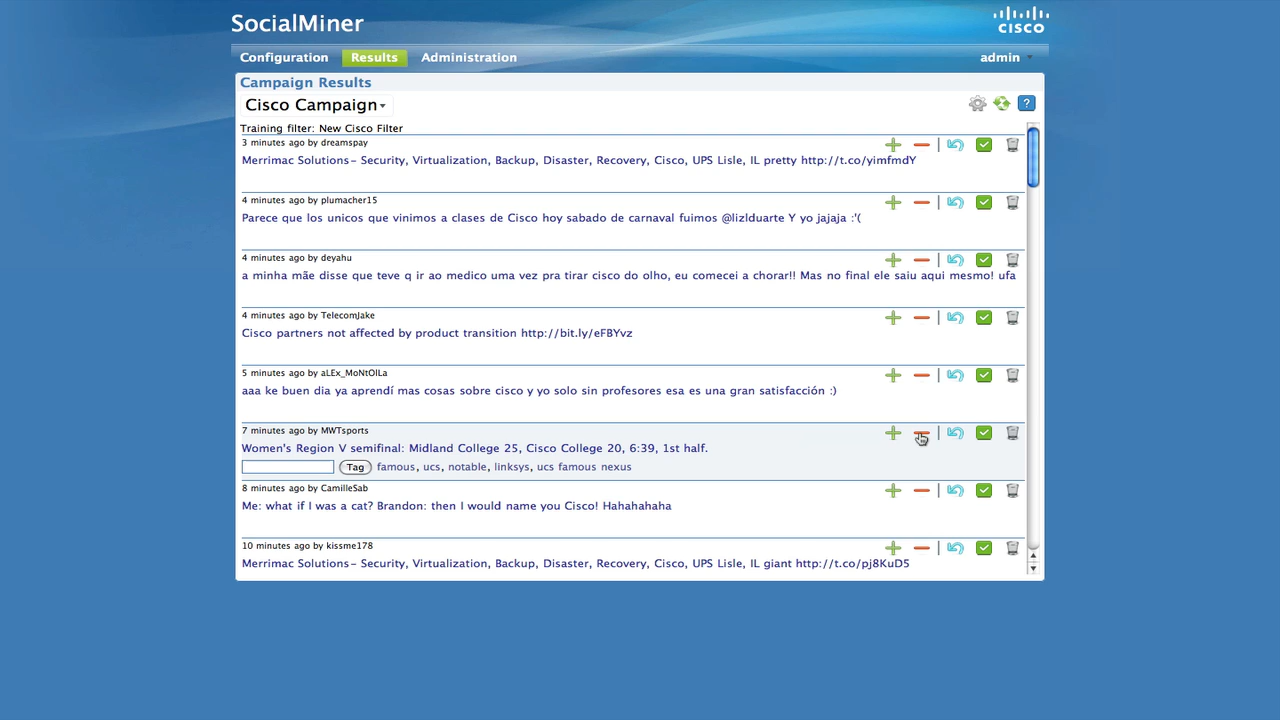 SocialMiner
CISCO
Configuration Results Administration admin
Campaign Results
Cisco Campaign
?
Training filter: New Cisco Filter
3 minutes ago by dreamspay
Merrimac Solutions- Security, Virtualization, Backup, Disaster, Recovery, Cisco, UPS Lisle, IL pretty http://t.co/yimfmdY
4 minutes ago by plumacher15
Parece que los unicos que vinimos a clases de Cisco hoy sabado de carnaval fuimos @lizlduarte Y yo jajaja :'(
4 minutes ago by deyahu
a minha mãe disse que teve q ir ao medico uma vez pra tirar cisco do olho, eu comecei a chorar!! Mas no final ele saiu aqui mesmo! ufa
4 minutes ago by TelecomJake
Cisco partners not affected by product transition http://bit.ly/eFBYvz
5 minutes ago by aLEx_MoNtOlLa
aaa ke buen dia ya aprendí mas cosas sobre cisco y yo solo sin profesores esa es una gran satisfacción :)
7 minutes ago by MWTsports
Women's Region V semifinal: Midland College 25, Cisco College 20, 6:39, 1st half.
Tag famous, ucs, notable, linksys, ucs famous nexus
8 minutes ago by CamilleSab
Me: what if I was a cat? Brandon: then I would name you Cisco! Hahahahaha
10 minutes ago by kissme178
Merrimac Solutions- Security, Virtualization, Backup, Disaster, Recovery, Cisco, UPS Lisle, IL giant http://t.co/pj8KuD5